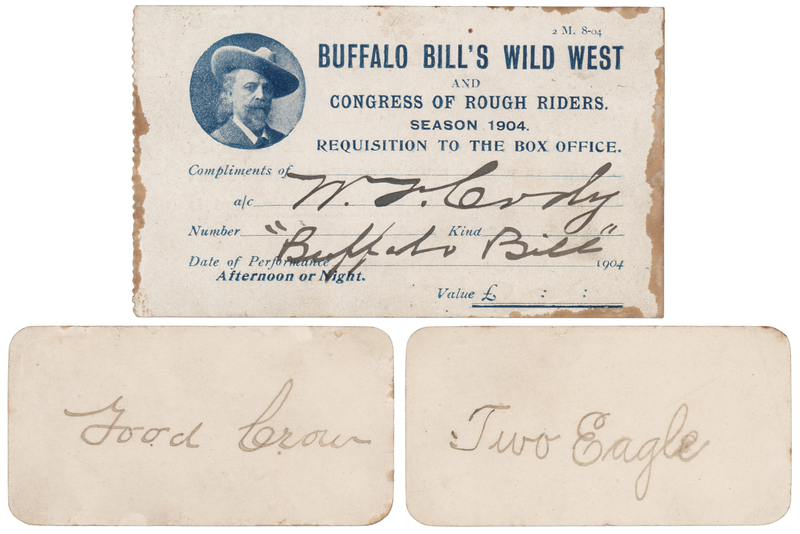 2 M. 8-04
BUFFALO BILL'S WILD WEST
AND
CONGRESS OF ROUGH RIDERS.
SEASON 1904.
REQUISITION TO THE BOX OFFICE.
Compliments of
a/c W. F. Cody
Number Kind
"Buffalo Bill"
Date of Performance 1904
Afternoon or Night.
Value £ : :
Good Crow
Two Eagle